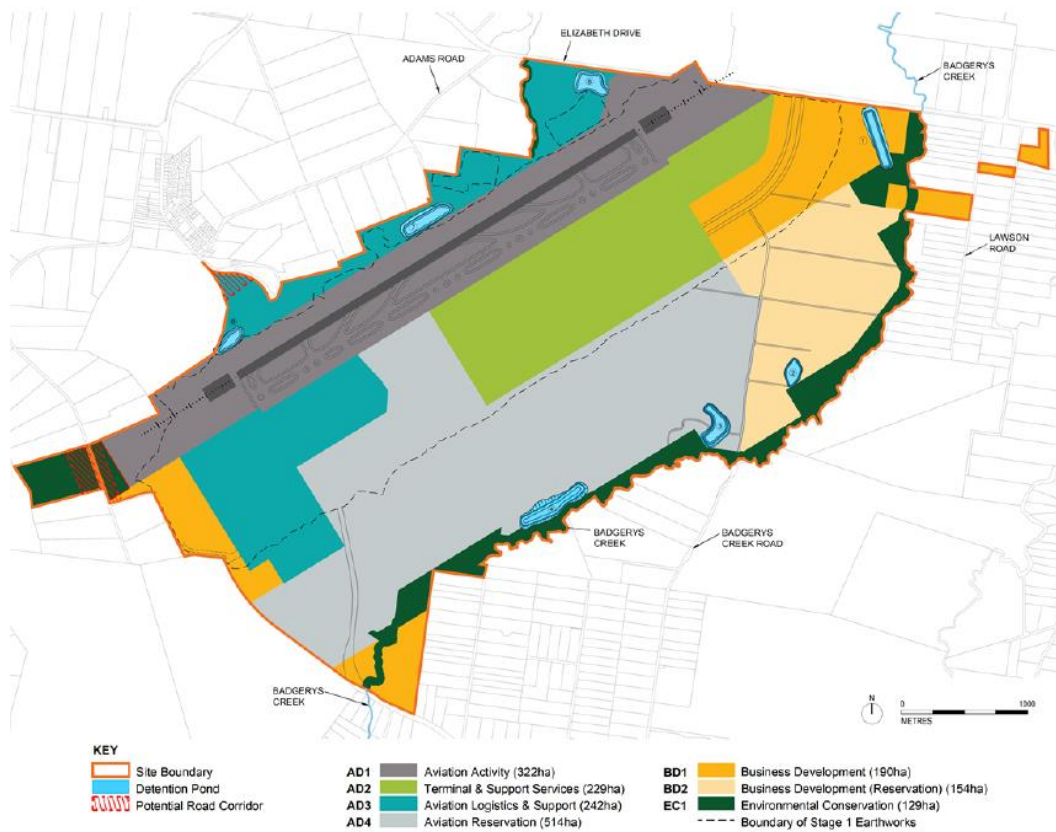 ELIZABETH DRIVE
ADAMS ROAD
BADGERYS
CREEK
LAWSON
ROAD
BADGERYS
CREEK
BADGERYS
CREEK ROAD
BADGERYS
CREEK
N
0 1000
METRES
KEY
Site Boundary
Detention Pond
Potential Road Corridor
AD1 Aviation Activity (322ha)
AD2 Terminal & Support Services (229ha)
AD3 Aviation Logistics & Support (242ha)
AD4 Aviation Reservation (514ha)
BD1 Business Development (190ha)
BD2 Business Development (Reservation) (154ha)
EC1 Environmental Conservation (129ha)
Boundary of Stage 1 Earthworks